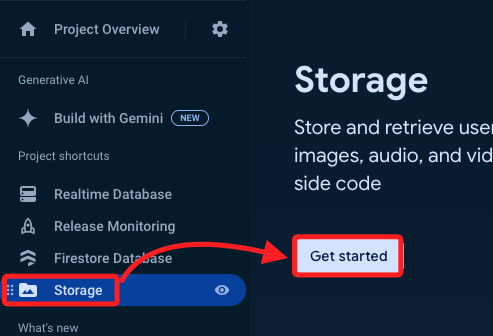 Project Overview
Generative AI
Build with Gemini NEW
Project shortcuts
Realtime Database
Release Monitoring
Firestore Database
Storage
What's new
Storage
Store and retrieve user
images, audio, and vid
side code
Get started